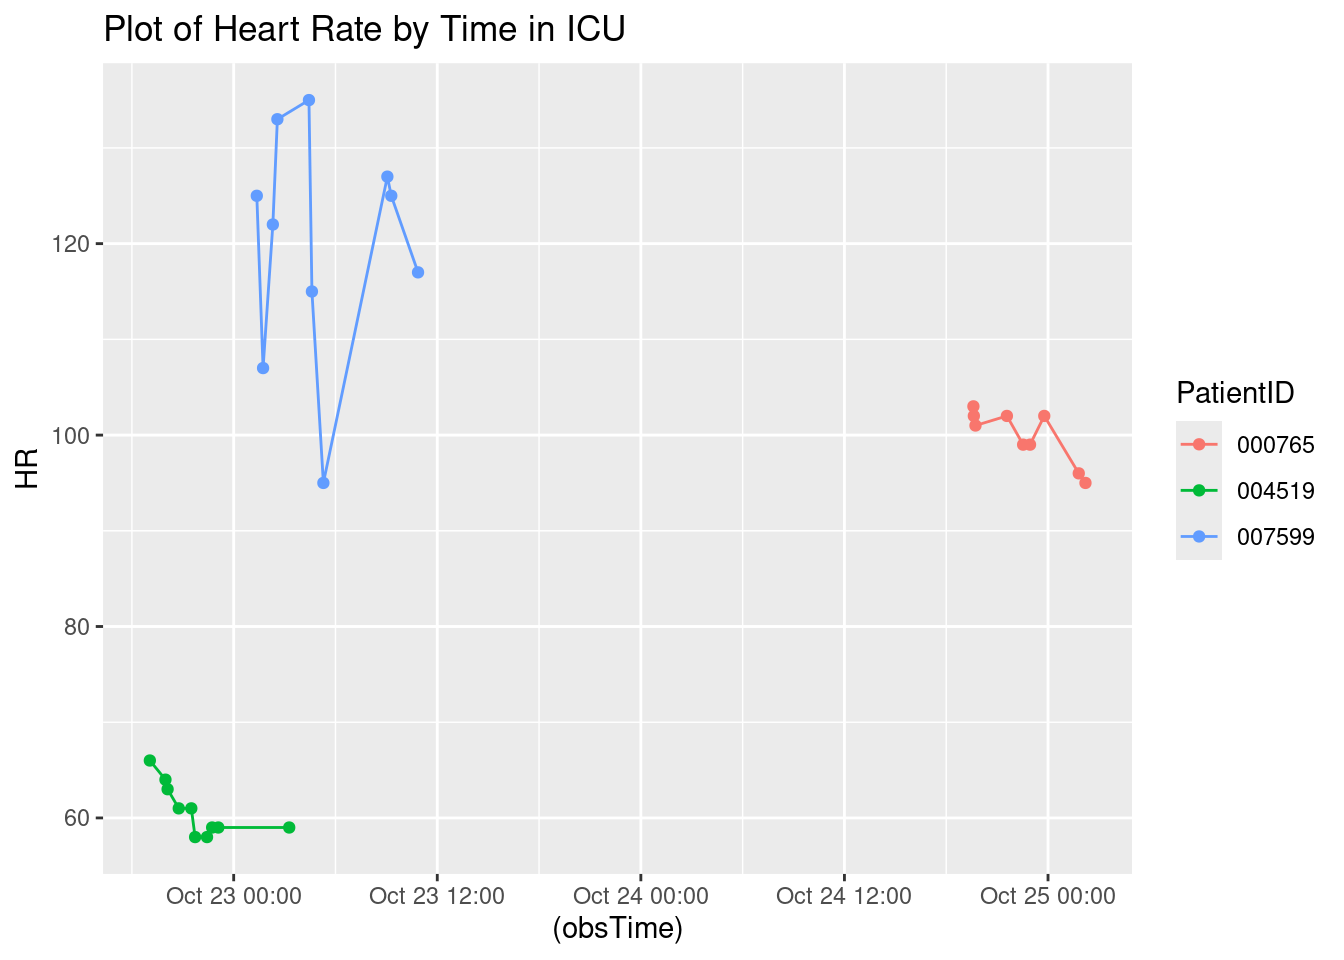 Plot of Heart Rate by Time in ICU
HR
120
100
80
60
Oct 23 00:00 Oct 23 12:00 Oct 24 00:00 Oct 24 12:00 Oct 25 00:00
(obsTime)
PatientID
000765
004519
007599